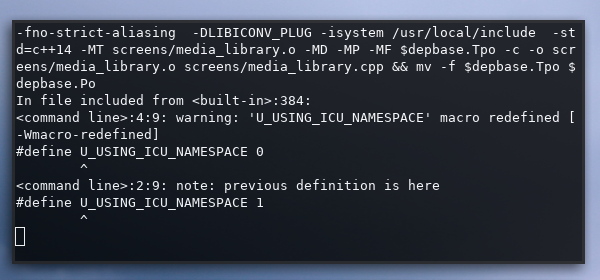 -fno-strict-aliasing  -DLIBICONV_PLUG -isystem /usr/local/include  -st
d=c++14 -MT screens/media_library.o -MD -MP -MF $depbase.Tpo -c -o scr
eens/media_library.o screens/media_library.cpp && mv -f $depbase.Tpo $
depbase.Po
In file included from <built-in>:384:
<command line>:4:9: warning: 'U_USING_ICU_NAMESPACE' macro redefined [
-Wmacro-redefined]
#define U_USING_ICU_NAMESPACE 0
        ^
<command line>:2:9: note: previous definition is here
#define U_USING_ICU_NAMESPACE 1
        ^